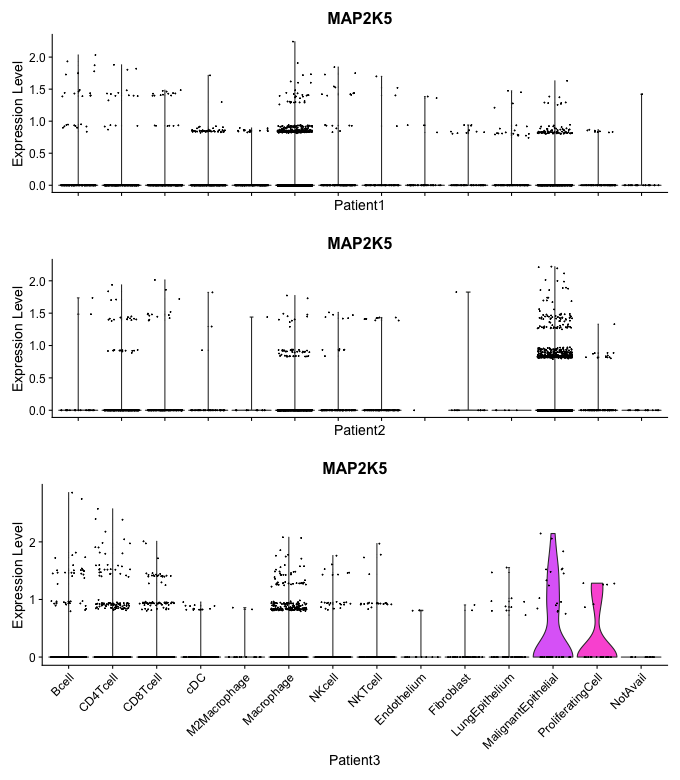 MAP2K5
Expression Level
2.0
1.5
1.0
0.5
0.0
Patient1
MAP2K5
Expression Level
2.0
1.5
1.0
0.5
0.0
Patient2
MAP2K5
Expression Level
2
1
0
Bcell
CD4Tcell
CD8Tcell
cDC
M2Macrophage
Macrophage
NKcell
NKTcell
Endothelium
Fibroblast
LungEpithelium
MalignantEpithelial
ProliferatingCell
NotAvail
Patient3